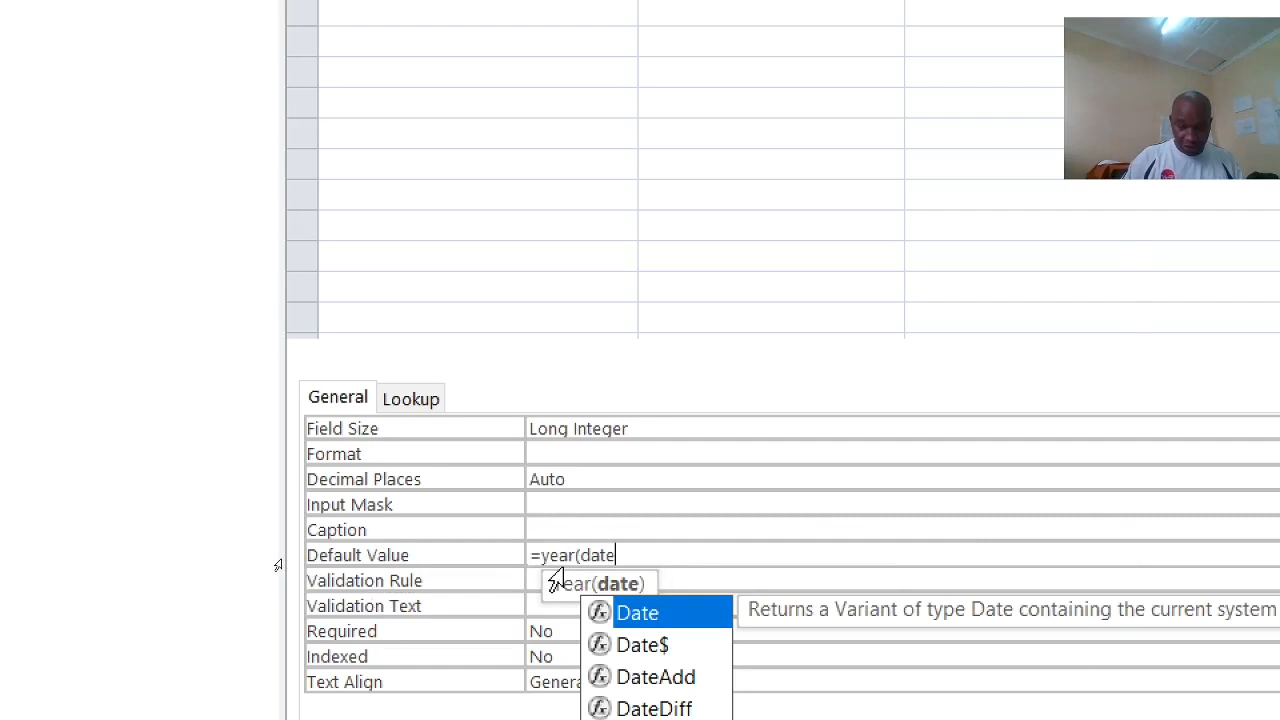 General Lookup
Field Size Long Integer
Format
Decimal Places Auto
Input Mask
Caption
Default Value =year(date
Validation Rule year(date)
Validation Text Date Returns a Variant of type Date containing the current system
Required No Date$
Indexed No DateAdd
Text Align Genera DateDiff